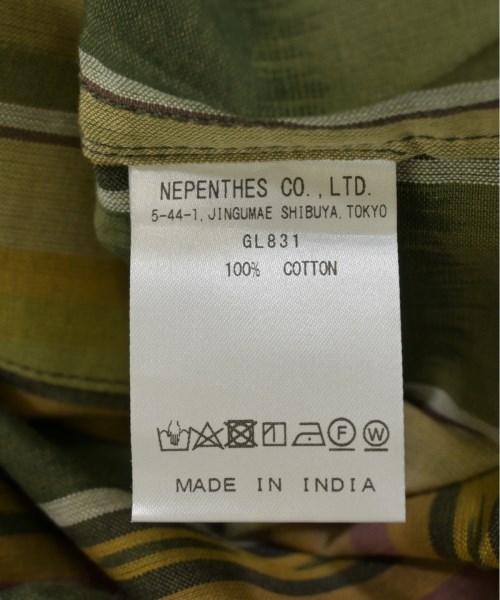 NEPENTHES CO.,LTD.
5-44-1, JINGUMAE SHIBUYA, TOKYO
GL831
100% COTTON
F W
MADE IN INDIA